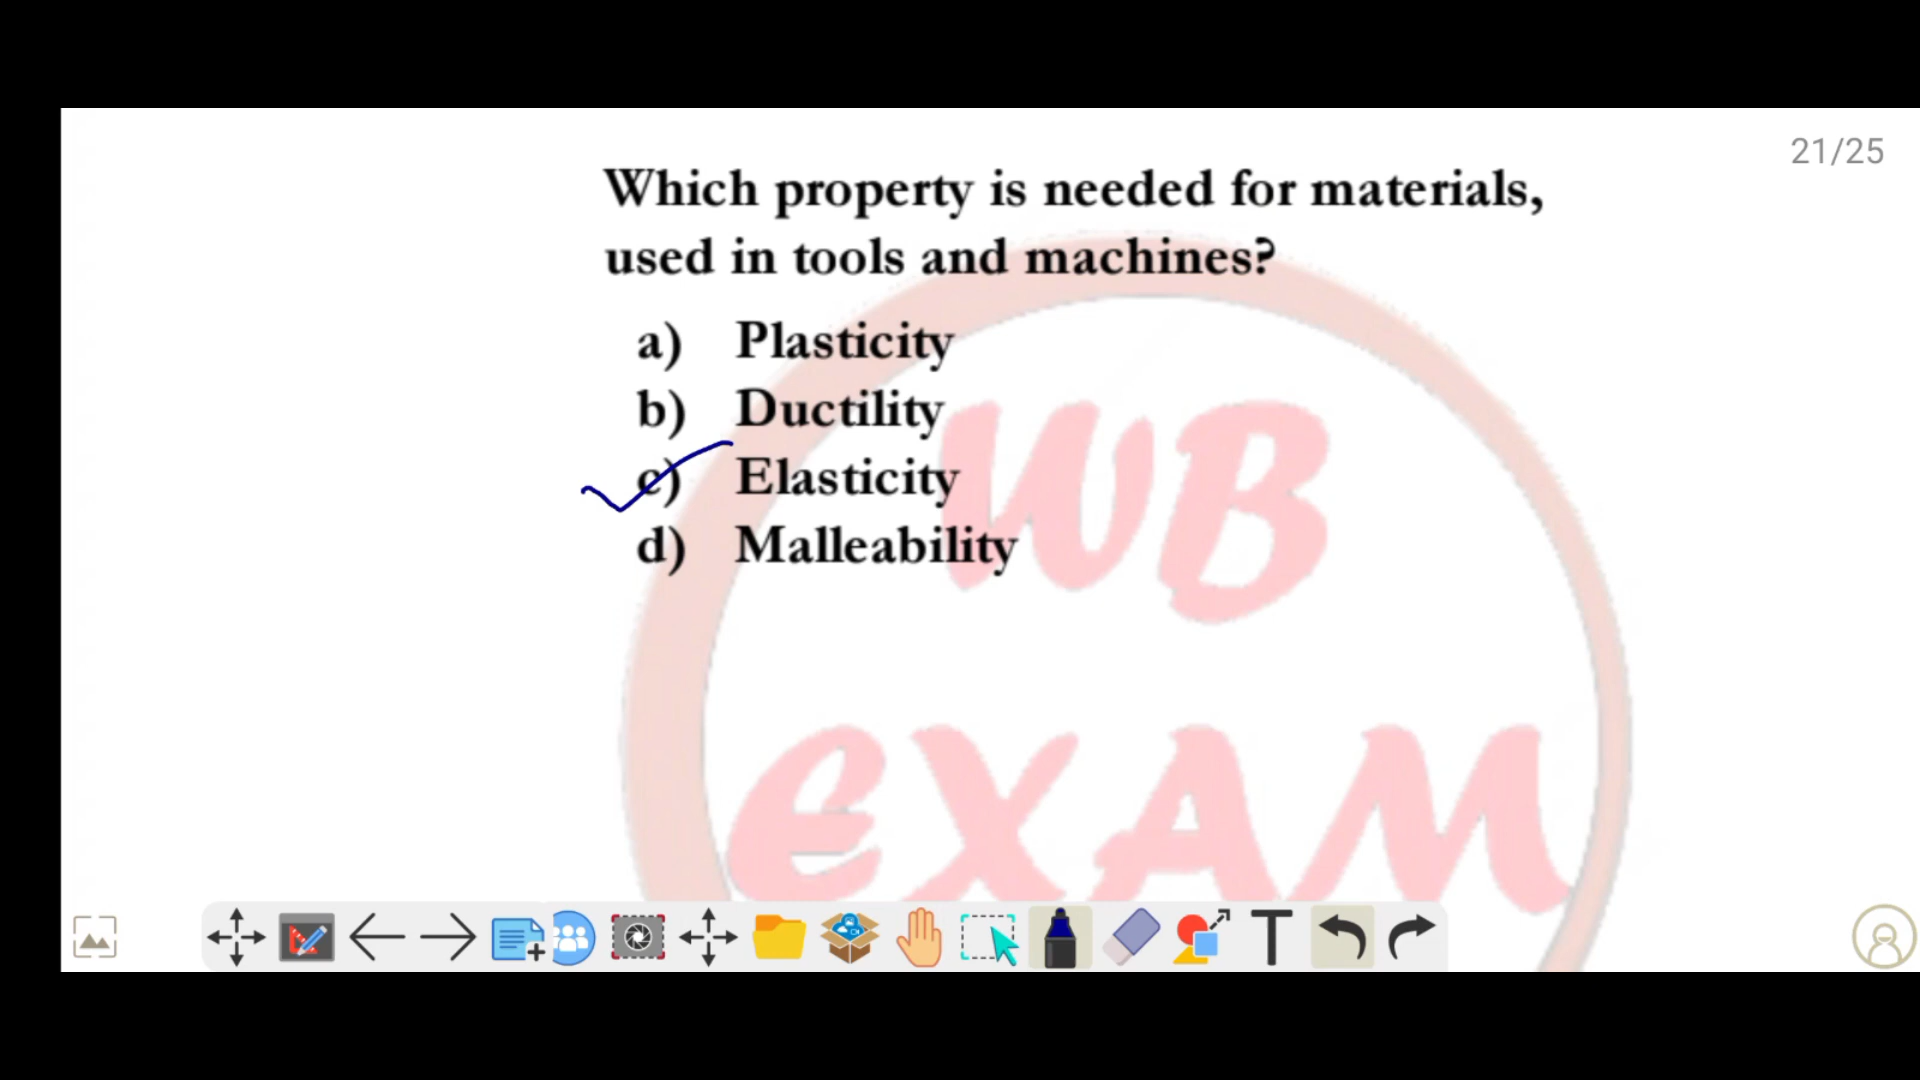 21/25
Which property is needed for materials,
used in tools and machines?
a) Plasticity
b) Ductility
c) Elasticity
d) Malleability
WB
EXAM
T